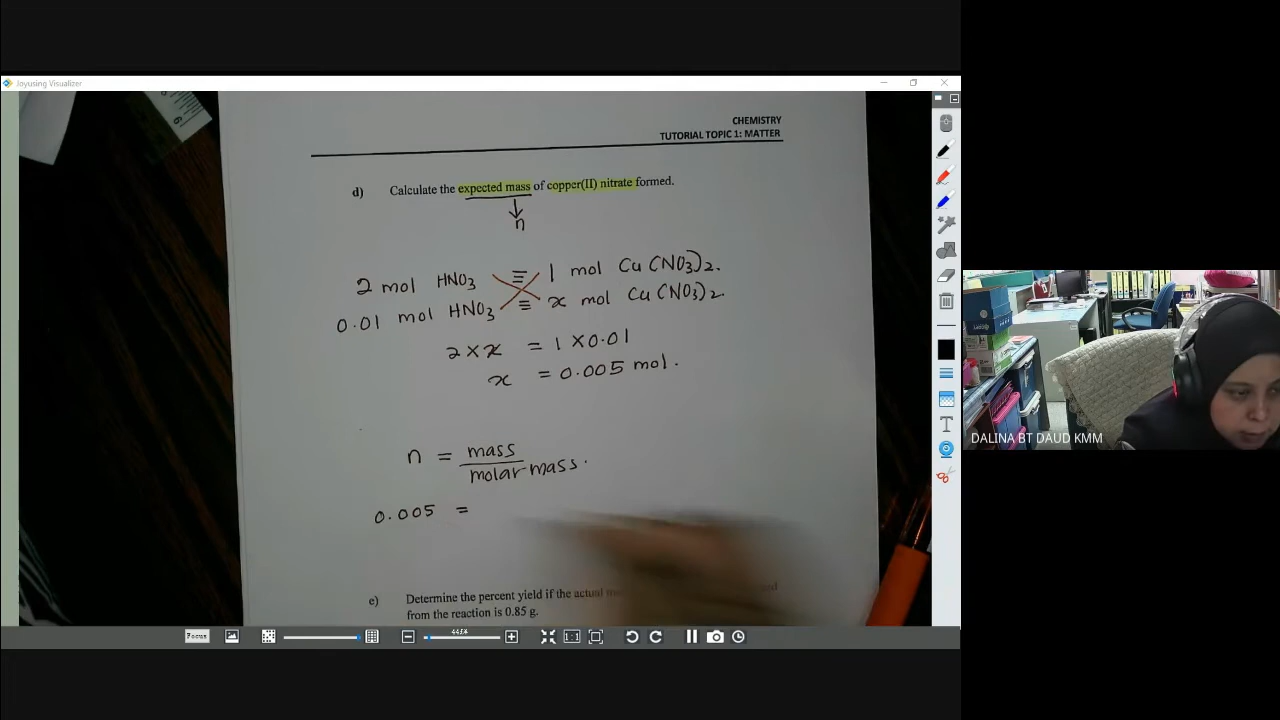 Joyusing Visualizer
CHEMISTRY
TUTORIAL TOPIC 1: MATTER
d) Calculate the expected mass of copper(II) nitrate formed.
n
2 mol HNO3 ≡ 1 mol Cu(NO3)2.
0.01 mol HNO3 ≡ x mol Cu(NO3)2.
2 × x = 1 × 0.01
x = 0.005 mol.
n = mass
molar mass.
0.005 =
e) Determine the percent yield if the actual
from the reaction is 0.85 g.
Focus
1:1
T
DALINA BT DAUD KMM